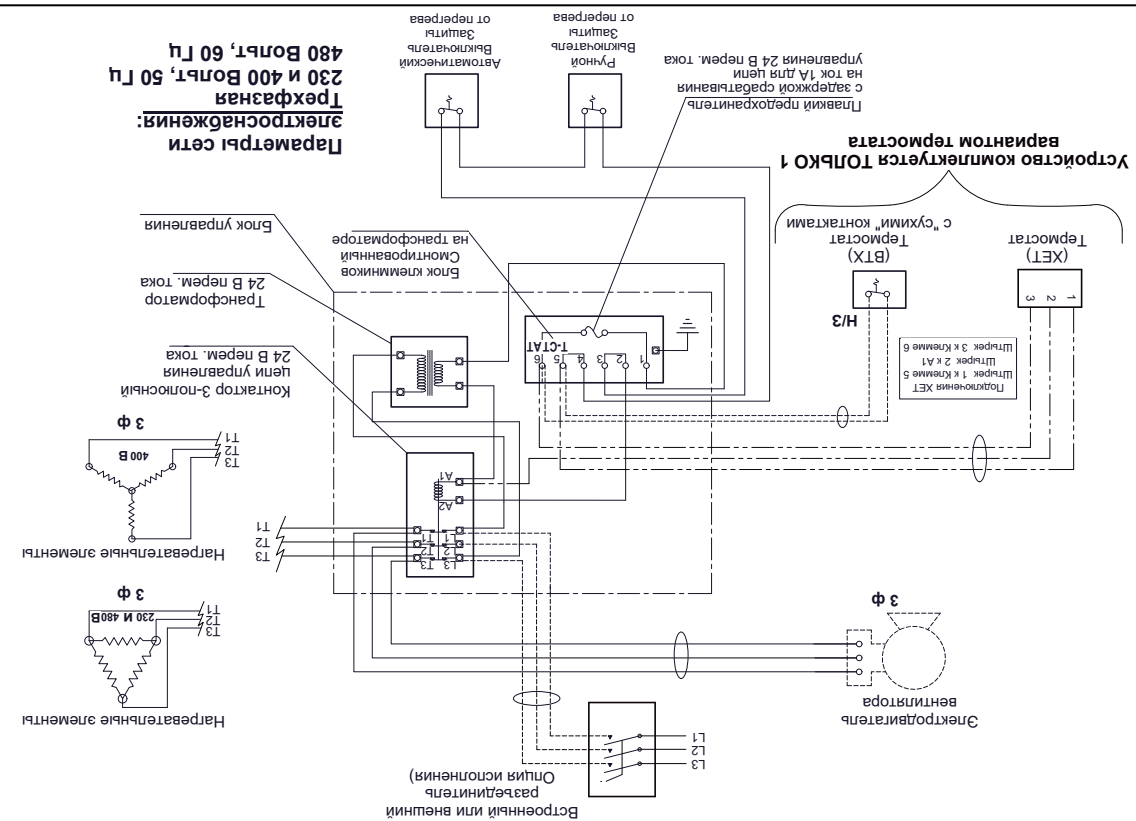 Встроенный или внешний
разъединитель
Опция исполнения)
L3
L2
L1
Электродвигатель
вентилятора
3 ф
Нагревательные элементы
T3
T2
T1
230 И 480В
3 ф
Нагревательные элементы
T3
T2
T1
400 В
3 ф
L3
L2
L1
T3
T2
T1
T3
T2
T1
A2
A1
Контактор 3-полюсный
цепи управления
24 В перем. тока
Трансформатор
24 В перем. тока
Блок управления
Подключения XET
Штырек 1 к Клемме 5
Штырек 2 к A1
Штырек 3 к Клемме 6
1
2
3
(XET)
Термостат
Н/З
(BTX)
Термостат
с "сухими" контактами
Устройство комплектуется ТОЛЬКО 1
вариантом термостата
1
2
3
4
5
6
Т-СТАТ
Блок клеммников
Смонтированный
на трансформаторе
Плавкий предохранитель
с задержкой срабатывания
на ток 1А для цепи
управления 24 В перем. тока
Ручной
Выключатель
Защиты
от перегрева
Автоматический
Выключатель
Защиты
от перегрева
Параметры сети
электроснабжения:
Трехфазная
230 и 400 Вольт, 50 Гц
480 Вольт, 60 Гц